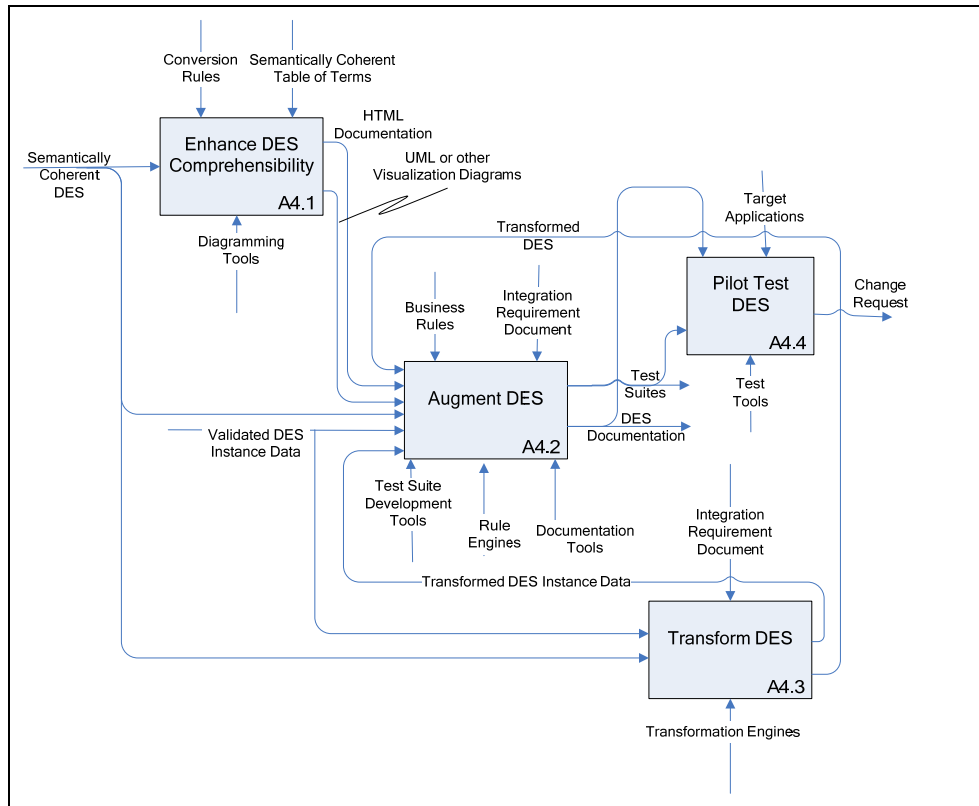 Conversion
Rules
Semantically Coherent
Table of Terms
HTML
Documentation
Enhance DES
Comprehensibility
A4.1
Semantically
Coherent
DES
UML or other
Visualization Diagrams
Diagramming
Tools
Transformed
DES
Target
Applications
Pilot Test
DES
A4.4
Change
Request
Business
Rules
Integration
Requirement
Document
Test
Tools
Augment DES
A4.2
Test
Suites
DES
Documentation
Validated DES
Instance Data
Test Suite
Development
Tools
Rule
Engines
Documentation
Tools
Integration
Requirement
Document
Transformed DES Instance Data
Transform DES
A4.3
Transformation Engines